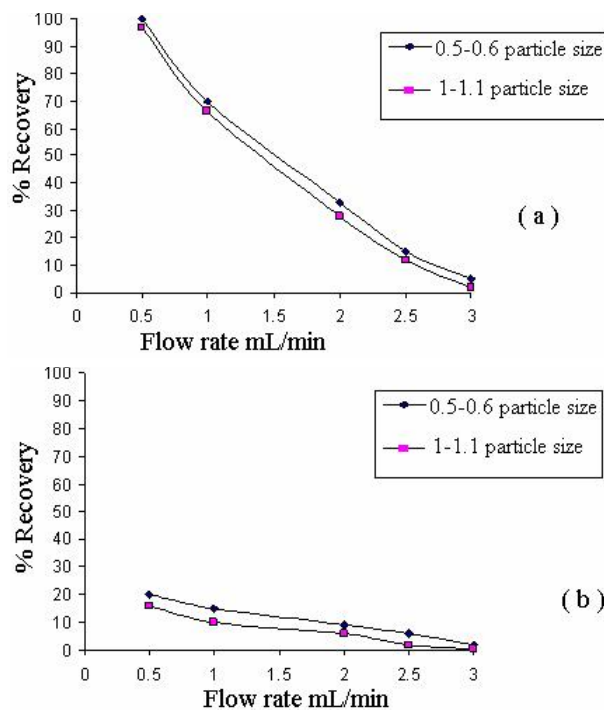 100
90
80
70
60
50
40
30
20
10
0
% Recovery
0 0.5 1 1.5 2 2.5 3
Flow rate mL/min
0.5-0.6 particle size
1-1.1 particle size
( a )
100
90
80
70
60
50
40
30
20
10
0
% Recovery
0 0.5 1 1.5 2 2.5 3
Flow rate mL/min
0.5-0.6 particle size
1-1.1 particle size
( b )